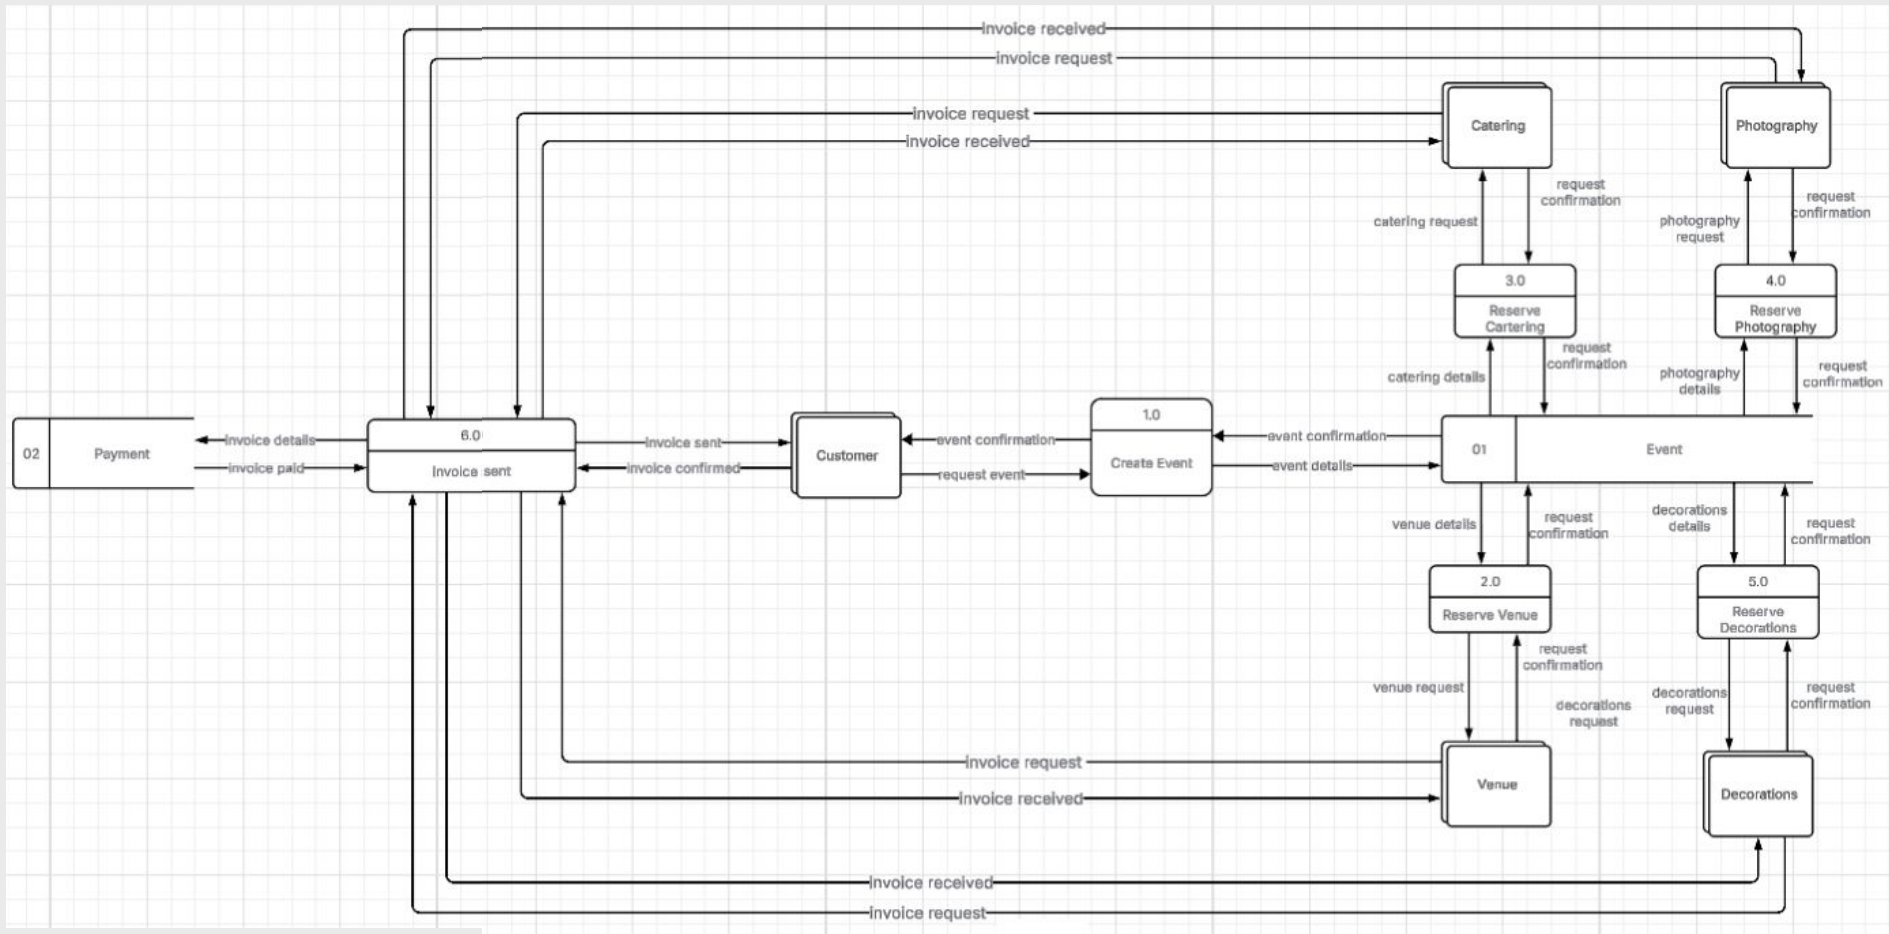 Invoice received
Invoice request
Invoice request
Invoice received
Catering
Photography
catering request
request
confirmation
photography
request
request
confirmation
3.0
Reserve
Cartering
4.0
Reserve
Photography
catering details
request
confirmation
photography
details
request
confirmation
02
Payment
Invoice details
Invoice paid
6.0
Invoice sent
Invoice sent
Invoice confirmed
Customer
event confirmation
request event
1.0
Create Event
event confirmation
event details
01
Event
venue details
request
confirmation
decorations
details
request
confirmation
2.0
Reserve Venue
5.0
Reserve
Decorations
venue request
request
confirmation
decorations
request
decorations
request
request
confirmation
Invoice request
Invoice received
Venue
Decorations
Invoice received
Invoice request